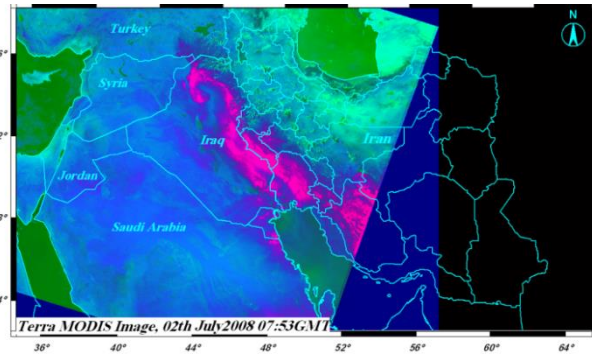 N
Turkey
Syria
Iraq
Iran
Jordan
Saudi Arabia
Terra MODIS Image, 02th July2008 07:53GMT
36 40 44 48 52 56 60 64